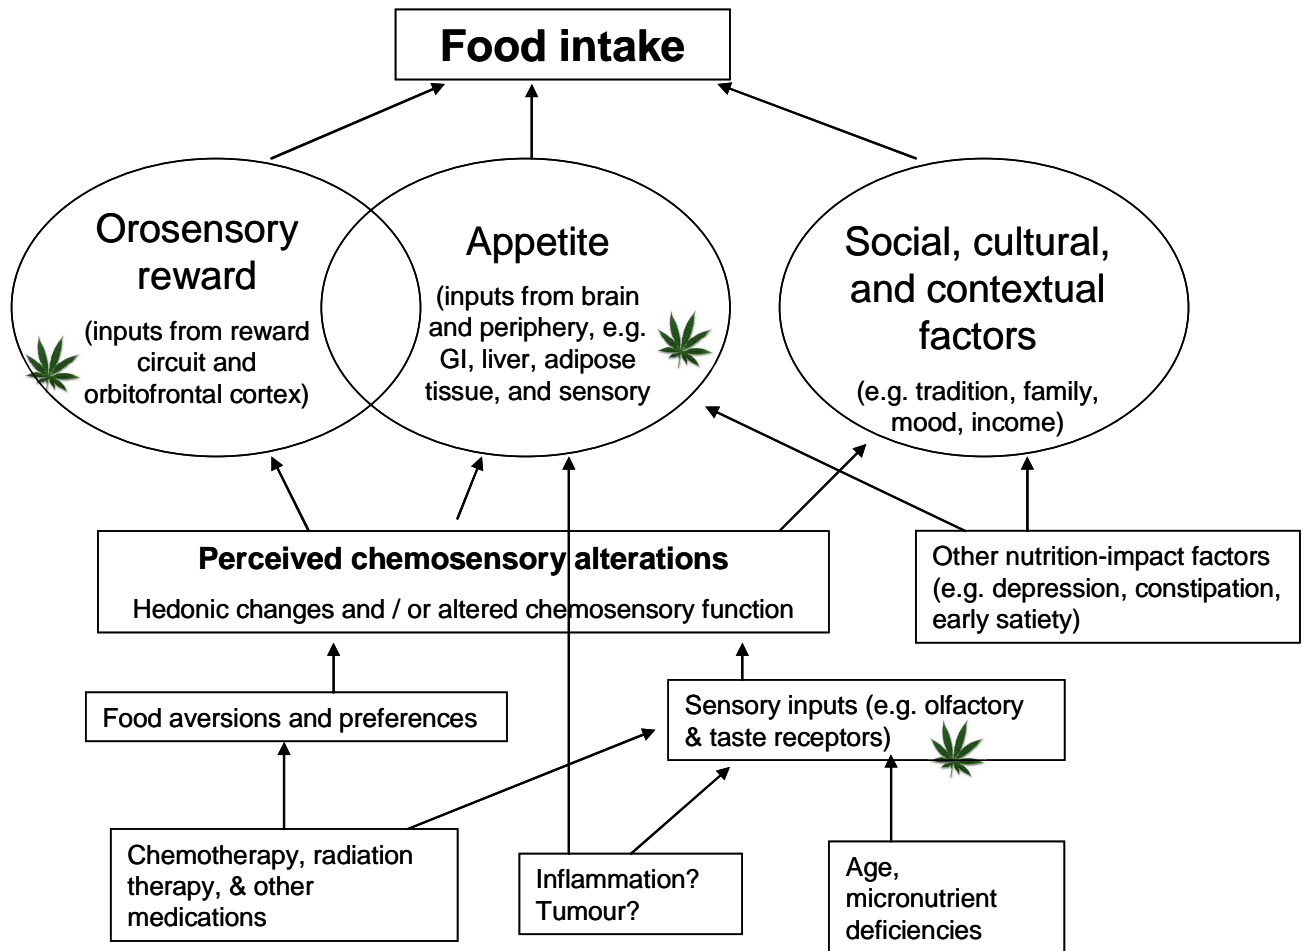 Food intake
Orosensory
reward
(inputs from reward
circuit and
orbitofrontal cortex)
Appetite
(inputs from brain
and periphery, e.g.
GI, liver, adipose
tissue, and sensory
Social, cultural,
and contextual
factors
(e.g. tradition, family,
mood, income)
Perceived chemosensory alterations
Hedonic changes and / or altered chemosensory function
Other nutrition-impact factors
(e.g. depression, constipation,
early satiety)
Food aversions and preferences
Sensory inputs (e.g. olfactory
& taste receptors)
Chemotherapy, radiation
therapy, & other
medications
Inflammation?
Tumour?
Age,
micronutrient
deficiencies